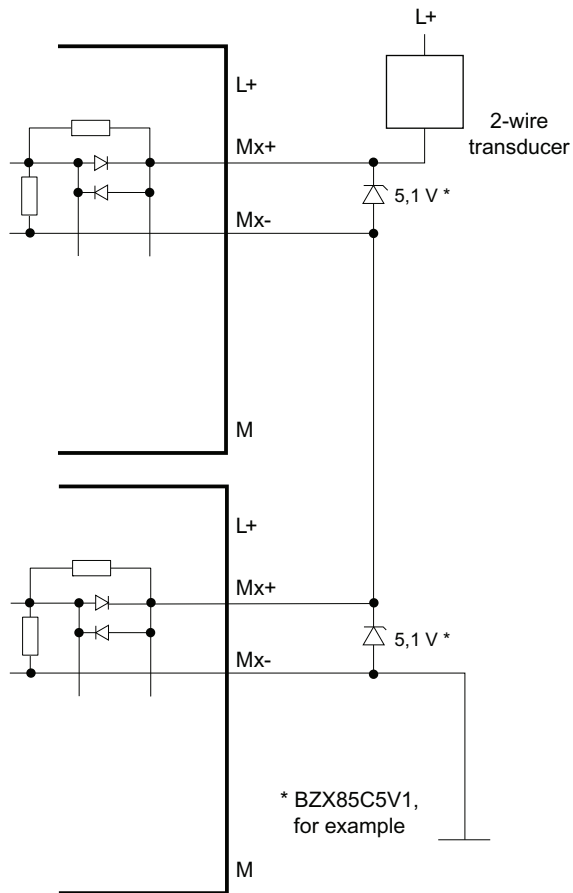 L+
L+
2-wire
transducer
Mx+
5,1 V *
Mx-
M
L+
Mx+
5,1 V *
Mx-
* BZX85C5V1,
for example
M